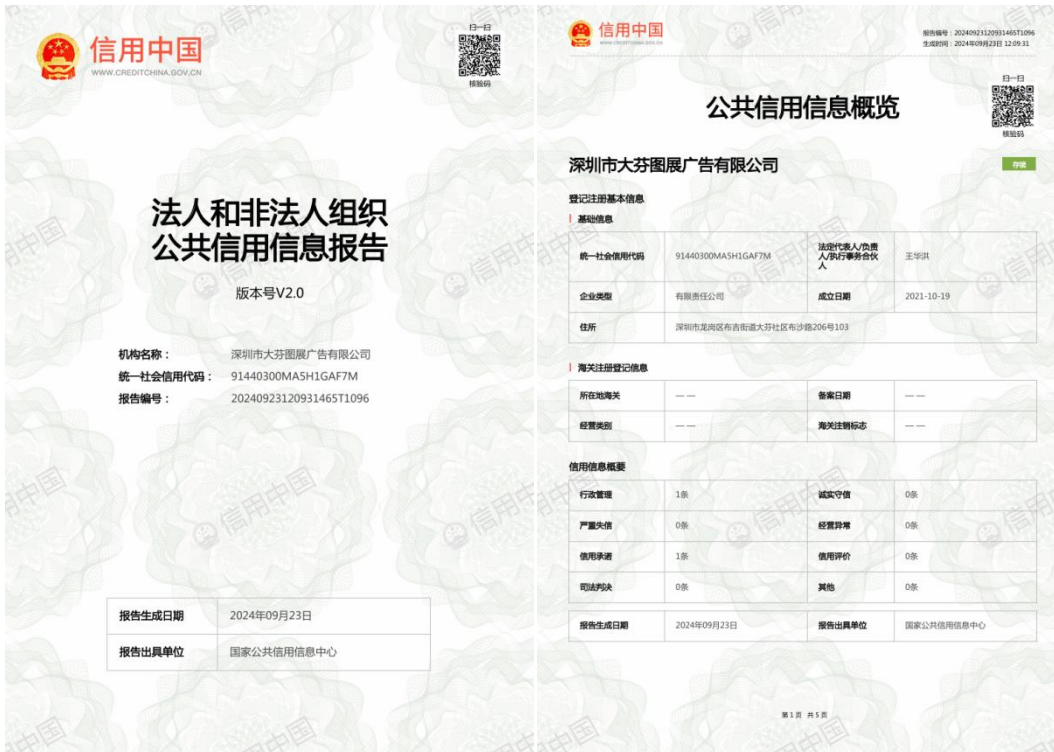 信用中国
WWW.CREDITCHINA.GOV.CN
扫一扫
核验码
法人和非法人组织
公共信用信息报告
版本号V2.0
机构名称： 深圳市大芬图展广告有限公司
统一社会信用代码： 91440300MA5H1GAF7M
报告编号： 20240923120931465T1096
报告生成日期 2024年09月23日
报告出具单位 国家公共信用信息中心
信用中国
WWW.CREDITCHINA.GOV.CN
报告编号：20240923120931465T1096
生成时间：2024年09月23日 12:09:31
扫一扫
核验码
公共信用信息概览
深圳市大芬图展广告有限公司
存续
登记注册基本信息
基础信息
统一社会信用代码 91440300MA5H1GAF7M 法定代表人/负责人/执行事务合伙人 王华洪
企业类型 有限责任公司 成立日期 2021-10-19
住所 深圳市龙岗区布吉街道大芬社区布沙路206号103
海关注册登记信息
所在地海关 — — 备案日期 — —
经营类别 — — 海关注销标志 — —
信用信息概要
行政管理 1条 诚实守信 0条
严重失信 0条 经营异常 0条
信用承诺 1条 信用评价 0条
司法判决 0条 其他 0条
报告生成日期 2024年09月23日 报告出具单位 国家公共信用信息中心
第1页 共5页